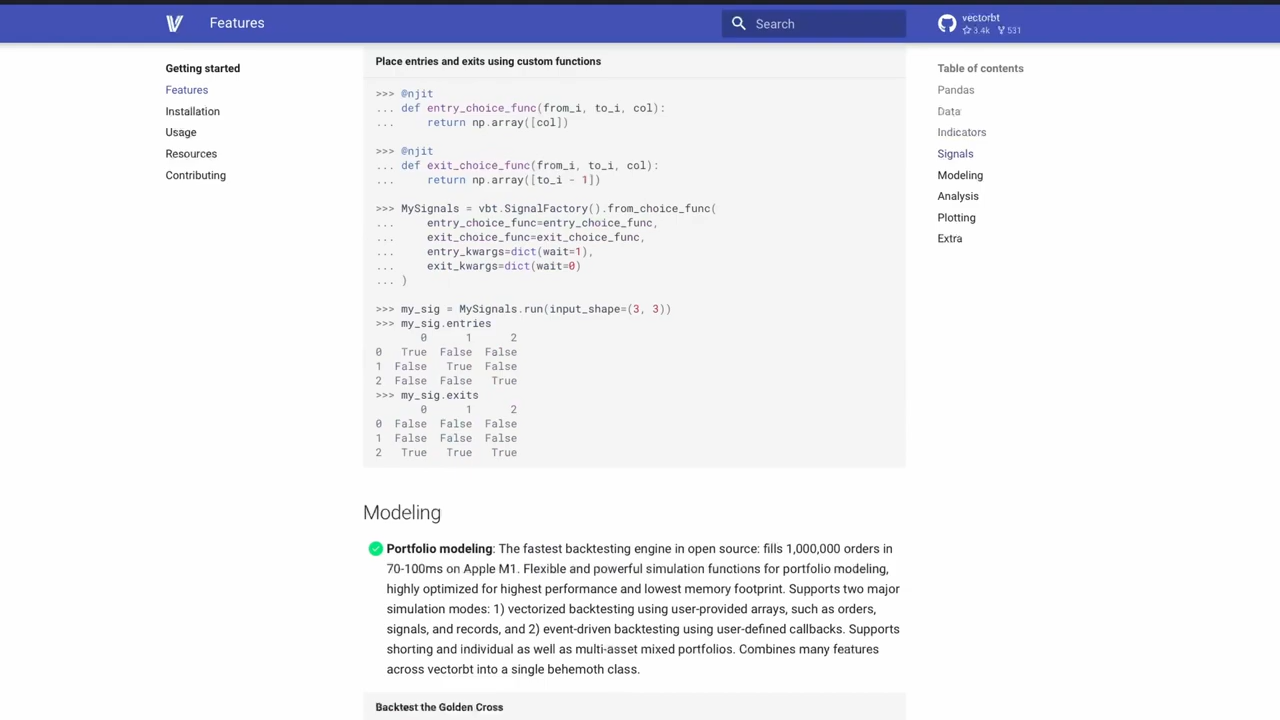 Features
Search
vectorbt
3.4k 531
Getting started
Features
Installation
Usage
Resources
Contributing
Place entries and exits using custom functions
>>> @njit
... def entry_choice_func(from_i, to_i, col):
...     return np.array([col])
>>> @njit
... def exit_choice_func(from_i, to_i, col):
...     return np.array([to_i - 1])
>>> MySignals = vbt.SignalFactory().from_choice_func(
...     entry_choice_func=entry_choice_func,
...     exit_choice_func=exit_choice_func,
...     entry_kwargs=dict(wait=1),
...     exit_kwargs=dict(wait=0)
... )
>>> my_sig = MySignals.run(input_shape=(3, 3))
>>> my_sig.entries
       0      1      2
0   True  False  False
1  False   True  False
2  False  False   True
>>> my_sig.exits
       0      1      2
0  False  False  False
1  False  False  False
2   True   True   True
Modeling
Portfolio modeling: The fastest backtesting engine in open source: fills 1,000,000 orders in
70-100ms on Apple M1. Flexible and powerful simulation functions for portfolio modeling,
highly optimized for highest performance and lowest memory footprint. Supports two major
simulation modes: 1) vectorized backtesting using user-provided arrays, such as orders,
signals, and records, and 2) event-driven backtesting using user-defined callbacks. Supports
shorting and individual as well as multi-asset mixed portfolios. Combines many features
across vectorbt into a single behemoth class.
Backtest the Golden Cross
Table of contents
Pandas
Data
Indicators
Signals
Modeling
Analysis
Plotting
Extra